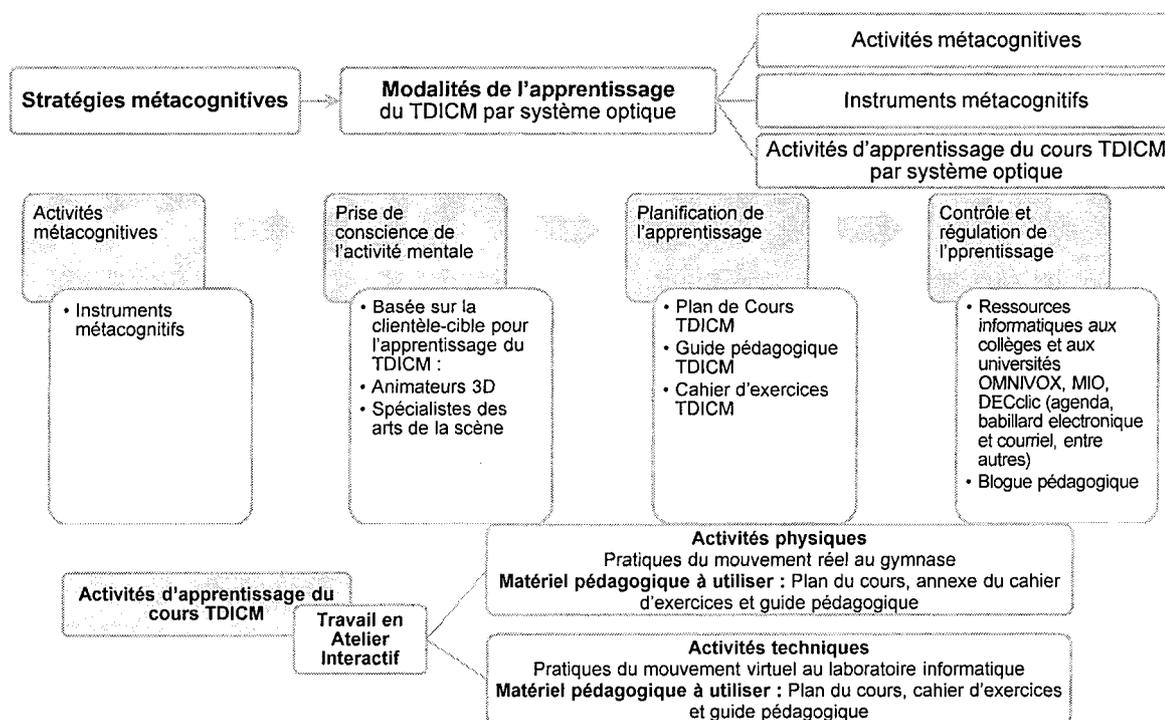 Activités métacognitives
Stratégies métacognitives
Modalités de l'apprentissage
du TDICM par système optique
Instruments métacognitifs
Activités d'apprentissage du cours TDICM
par système optique
Activités
métacognitives
Prise de
conscience de
l'activité mentale
Planification de
l'apprentissage
Contrôle et
régulation de
l'pprentissage
• Instruments
métacognitifs
• Basée sur la
clientèle-cible pour
l'apprentissage du
TDICM :
• Animateurs 3D
• Spécialistes des
arts de la scène
• Plan de Cours
TDICM
• Guide pédagogique
TDICM
• Cahier d'exercices
TDICM
• Ressources
informatiques aux
collèges et aux
universités
OMNIVOX, MIO,
DECclic (agenda,
babillard electronique
et courriel, entre
autres)
• Blogue pédagogique
Activités d'apprentissage du
cours TDICM
Travail en
Atelier
Interactif
Activités physiques
Pratiques du mouvement réel au gymnase
Matériel pédagogique à utiliser : Plan du cours, annexe du cahier
d'exercices et guide pédagogique
Activités techniques
Pratiques du mouvement virtuel au laboratoire informatique
Matériel pédagogique à utiliser : Plan du cours, cahier d'exercices
et guide pédagogique